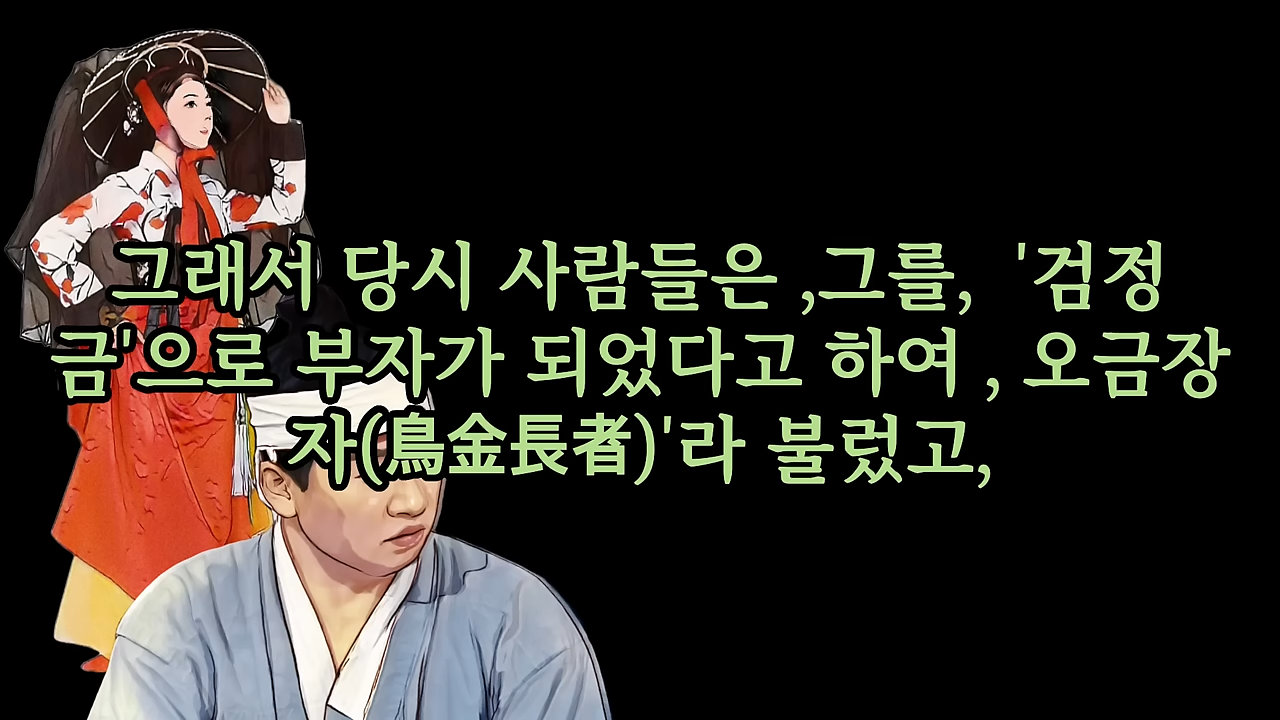 그래서 당시 사람들은 ,그를, '검정
금'으로 부자가 되었다고 하여 , 오금장
자(鳥金長者)'라 불렀고,